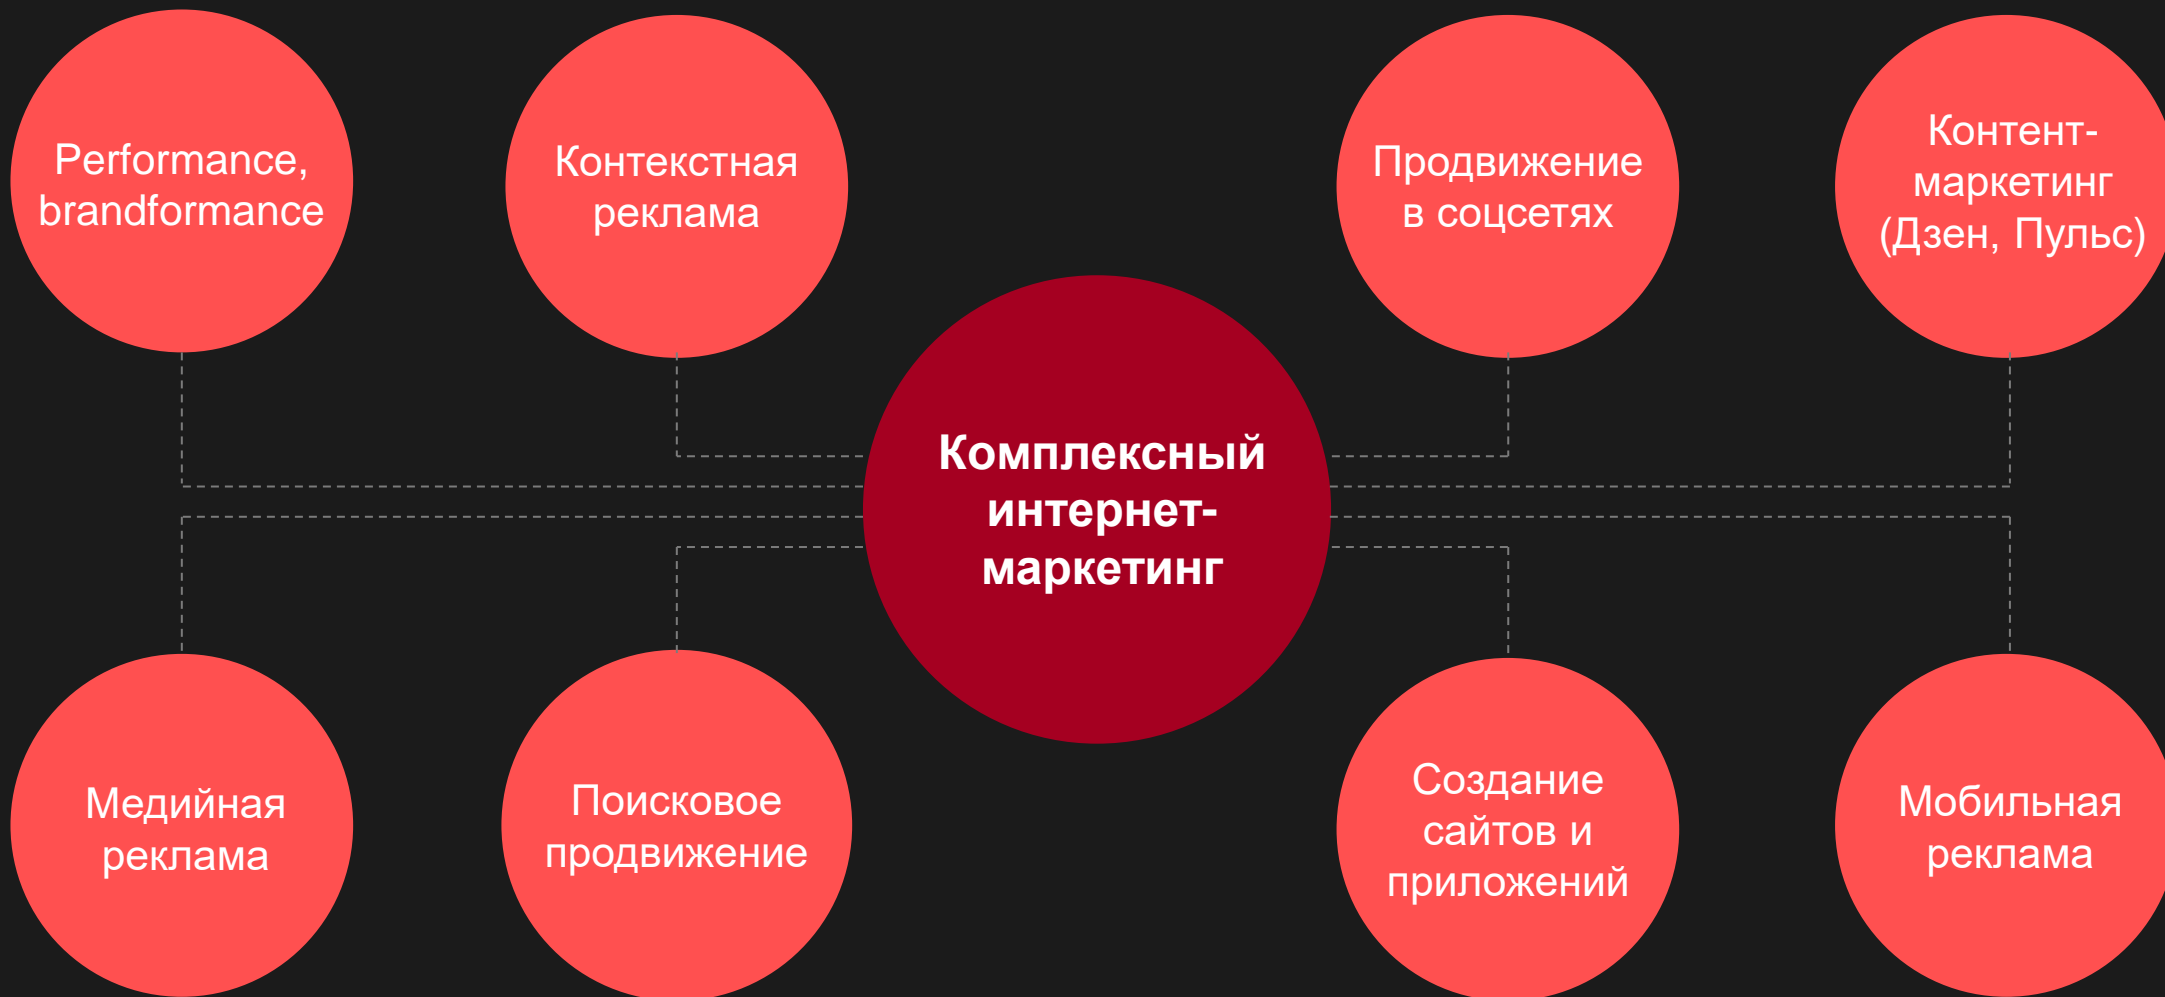 Performance,
brandformance
Контекстная
реклама
Продвижение
в соцсетях
Контент-
маркетинг
(Дзен, Пульс)
Комплексный
интернет-
маркетинг
Медийная
реклама
Поисковое
продвижение
Создание
сайтов и
приложений
Мобильная
реклама